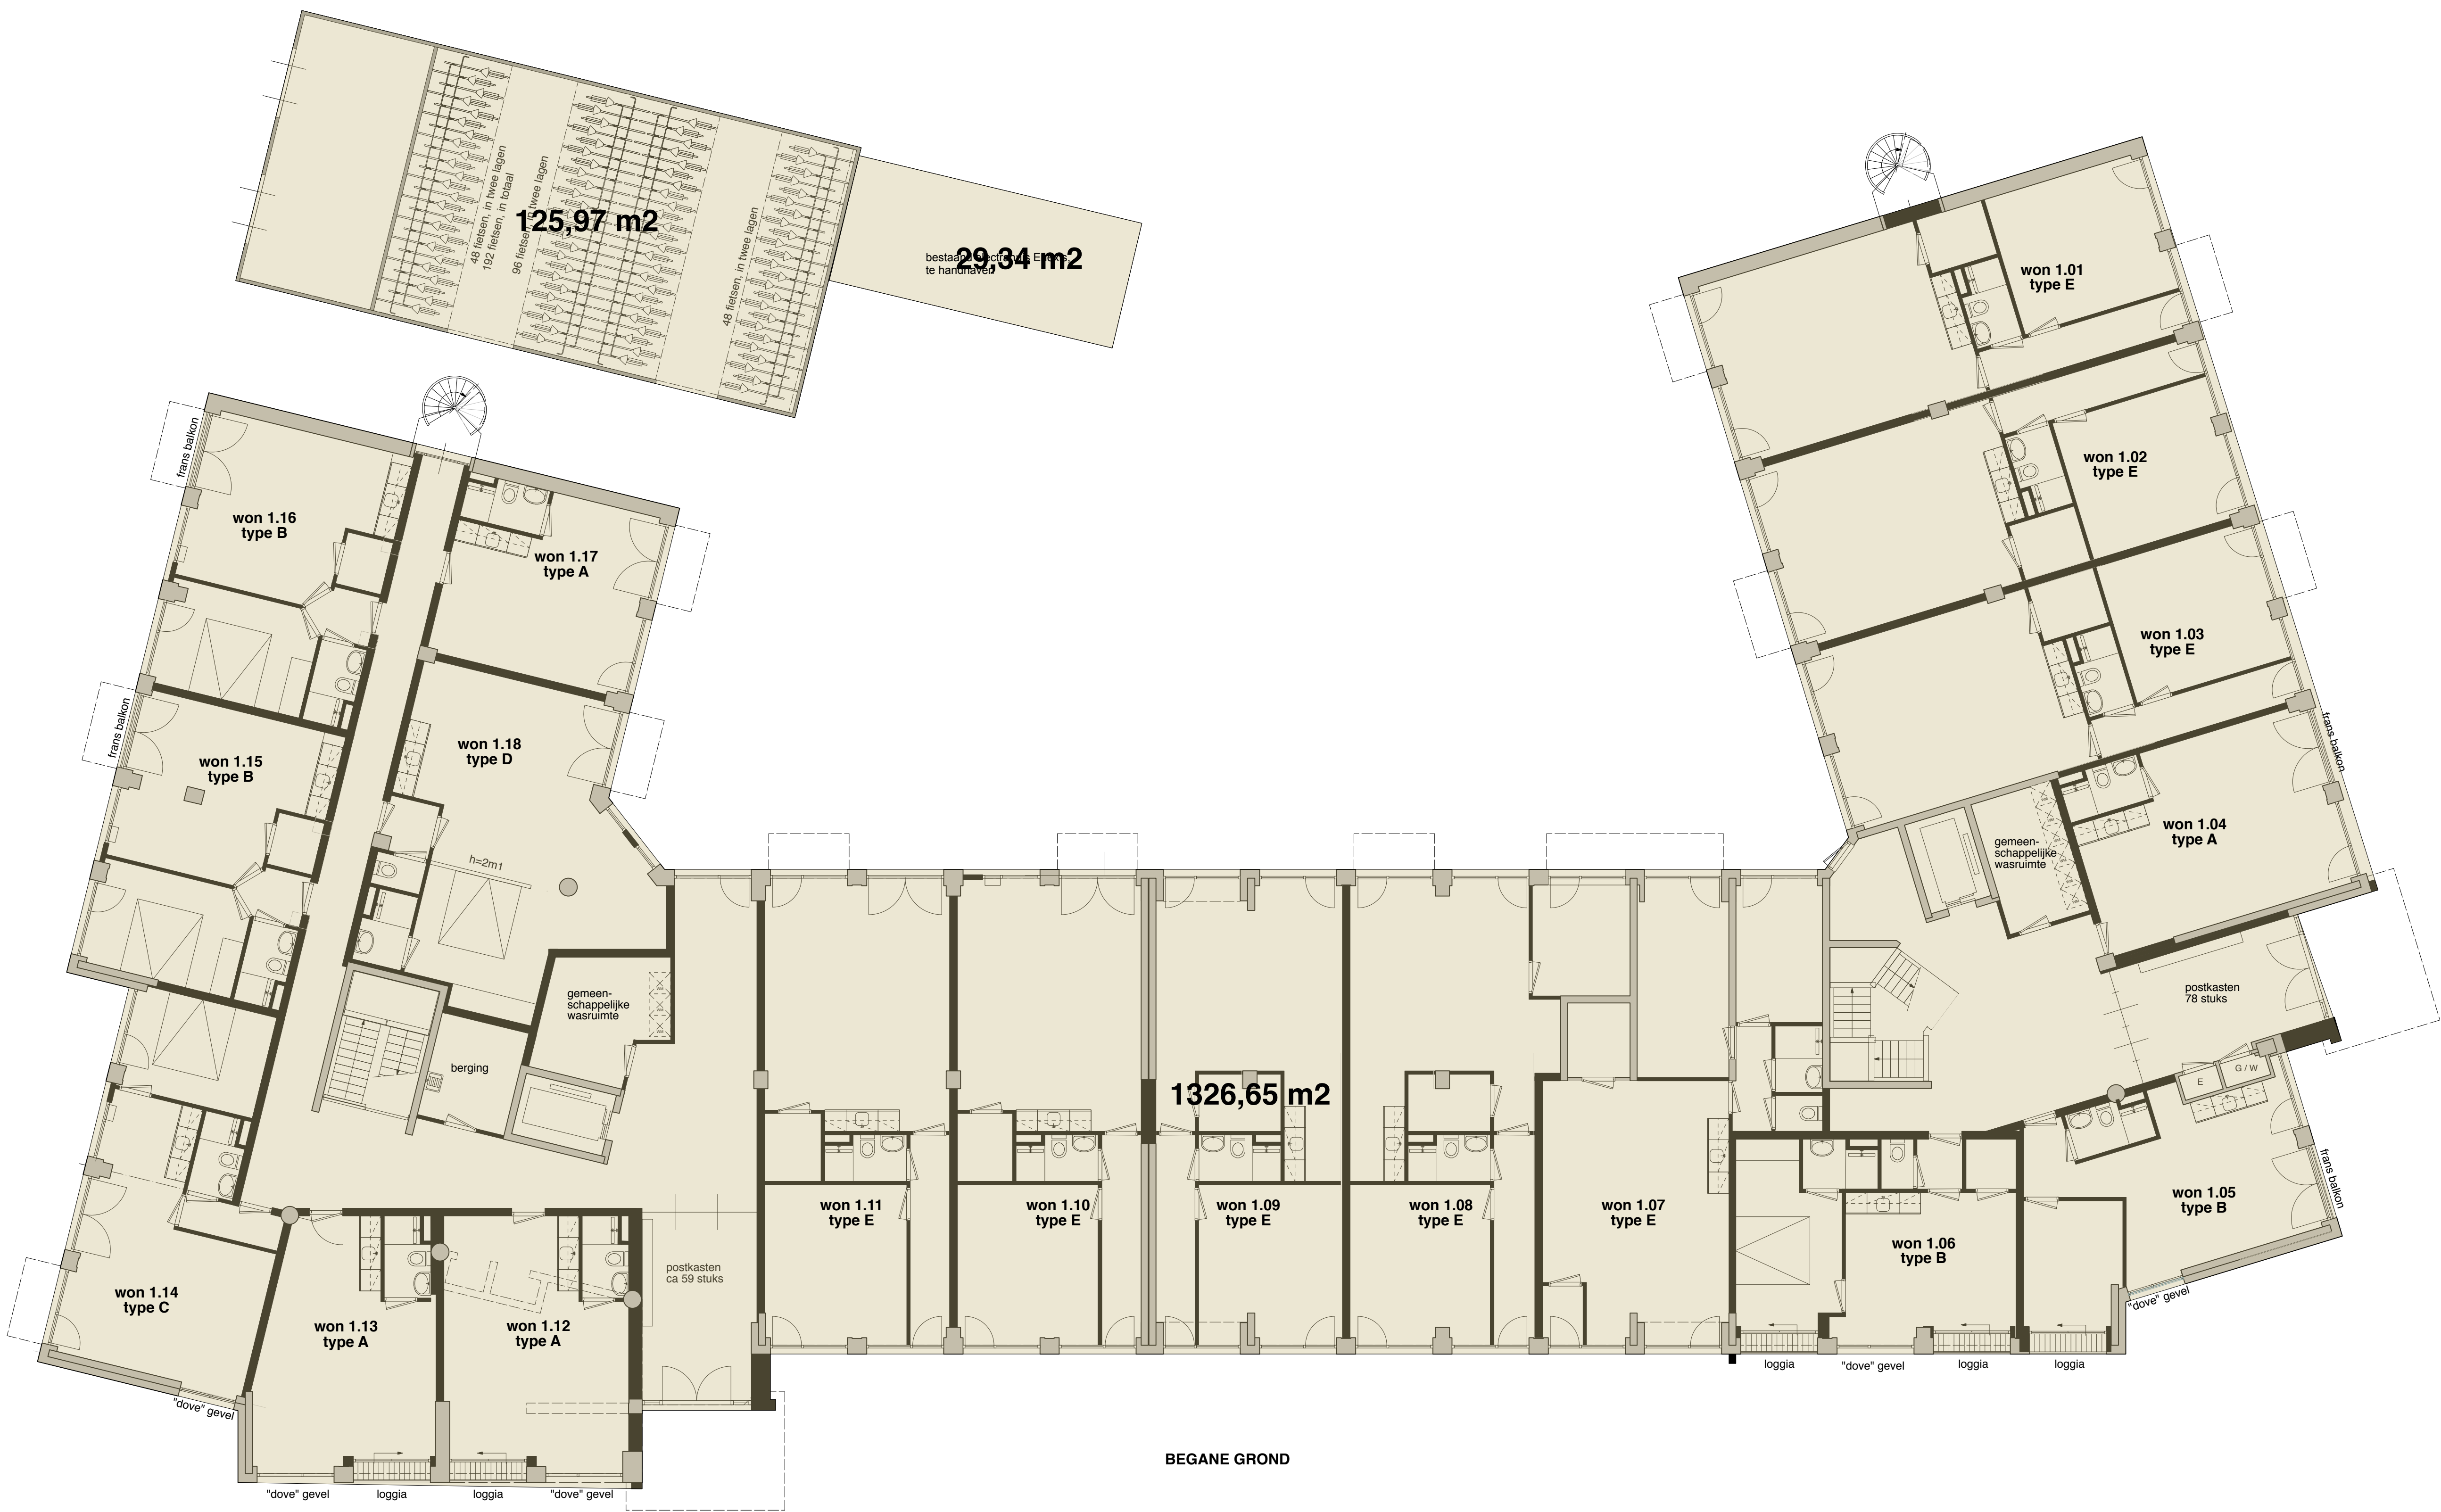 48 fietsen, in twee lagen
192 fietsen, in totaal
96 fietsen, in twee lagen
125,97 m2
48 fietsen, in twee lagen
29,34 m2
te handhaven
won 1.01
type E
won 1.02
type E
won 1.03
type E
frans balkon
won 1.04
type A
gemeen-
schappelijke
wasruimte
frans balkon
won 1.16
type B
won 1.17
type A
frans balkon
won 1.15
type B
won 1.18
type D
h=2m1
gemeen-
schappelijke
wasruimte
berging
postkasten
78 stuks
E
G / W
1326,65 m2
won 1.14
type C
won 1.13
type A
won 1.12
type A
postkasten
ca 59 stuks
won 1.11
type E
won 1.10
type E
won 1.09
type E
won 1.08
type E
won 1.07
type E
won 1.06
type B
won 1.05
type B
frans balkon
"dove" gevel
loggia
"dove" gevel
loggia
loggia
"dove" gevel
"dove" gevel
loggia
loggia
"dove" gevel
BEGANE GROND